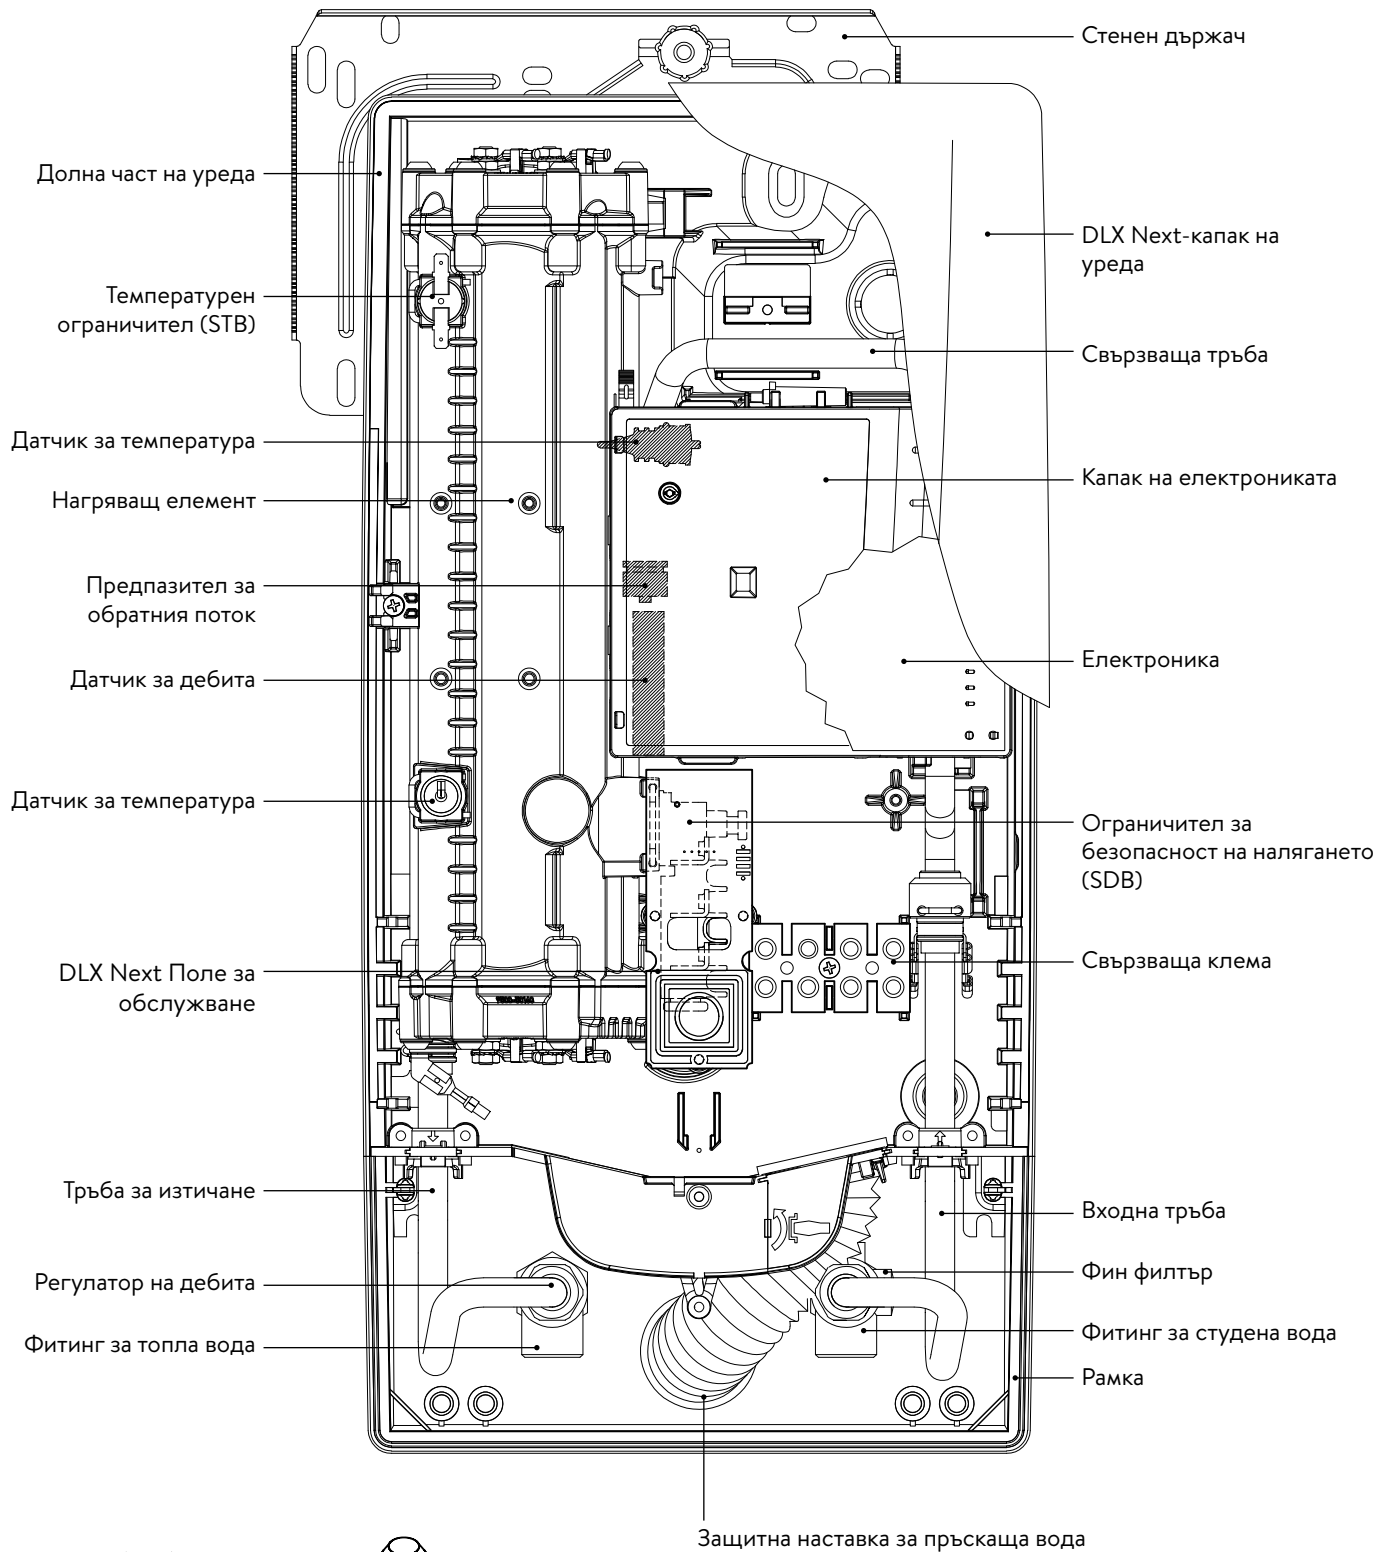 Стенен държач
Долна част на уреда
DLX Next-капак на
уреда
Температурен
ограничител (STB)
Свързваща тръба
Датчик за температура
Капак на електрониката
Нагряващ елемент
Предпазител за
обратния поток
Електроника
Датчик за дебита
Датчик за температура
Ограничител за
безопасност на налягането
(SDB)
DLX Next Поле за
обслужване
Свързваща клема
Тръба за изтичане
Входна тръба
Регулатор на дебита
Фин филтър
Фитинг за топла вода
Фитинг за студена вода
Рамка
Защитна наставка за пръскаща вода